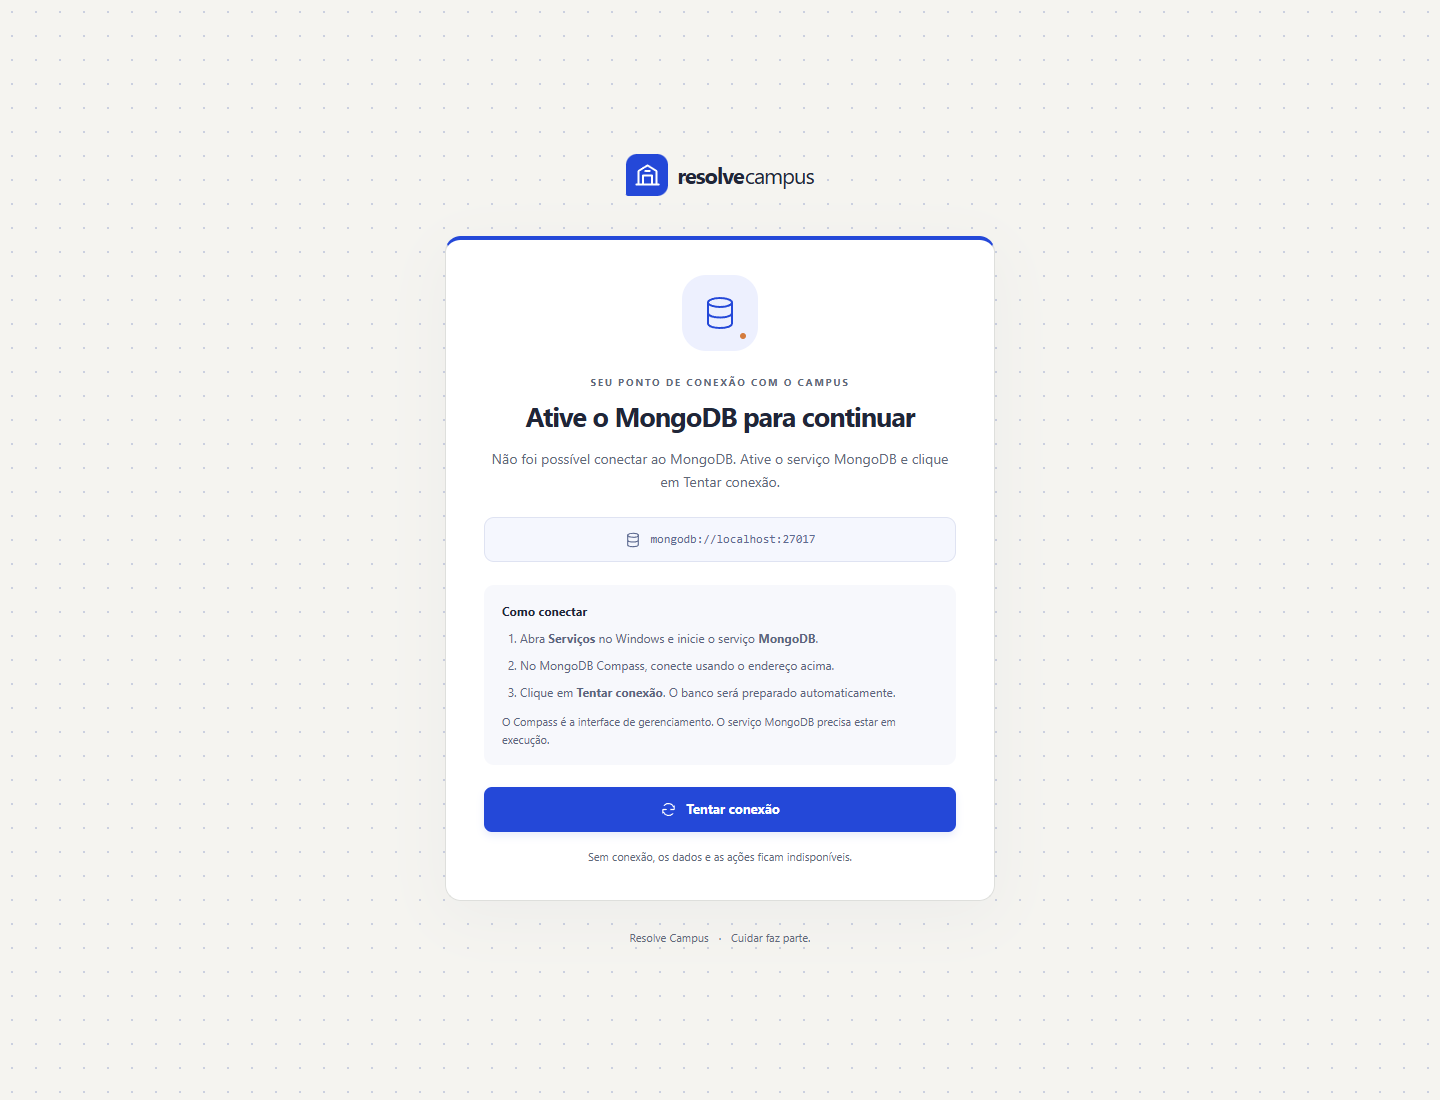 resolvecampus
SEU PONTO DE CONEXÃO COM O CAMPUS
Ative o MongoDB para continuar
Não foi possível conectar ao MongoDB. Ative o serviço MongoDB e clique
em Tentar conexão.
mongodb://localhost:27017
Como conectar
1. Abra Serviços no Windows e inicie o serviço MongoDB.
2. No MongoDB Compass, conecte usando o endereço acima.
3. Clique em Tentar conexão. O banco será preparado automaticamente.
O Compass é a interface de gerenciamento. O serviço MongoDB precisa estar em
execução.
Tentar conexão
Sem conexão, os dados e as ações ficam indisponíveis.
Resolve Campus · Cuidar faz parte.